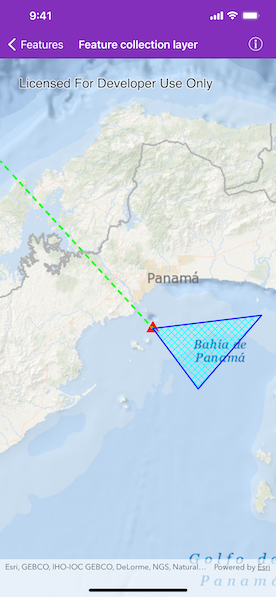 9:41
Features
Feature collection layer
Licensed For Developer Use Only
Panamá
Bahía de
Panamá
Golfo de
Panamá
Esri, GEBCO, IHO-IOC GEBCO, DeLorme, NGS, Natural... Powered by Esri